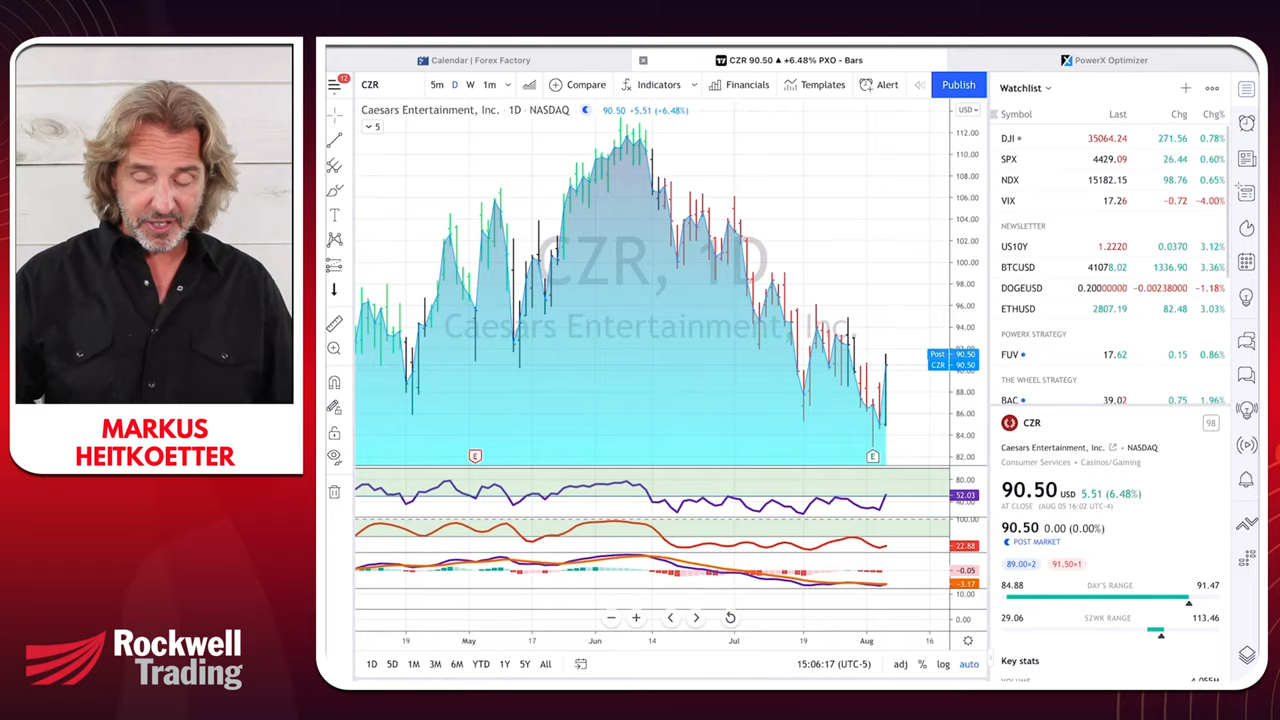 MARKUS
HEITKOETTER
Rockwell
Trading
Calendar | Forex Factory
CZR 90.50 ▲ +6.48% PXO - Bars
PowerX Optimizer
12
CZR
5m D W 1m
Compare
Indicators
Financials
Templates
Alert
Publish
Caesars Entertainment, Inc. · 1D · NASDAQ
90.50 +5.51 (+6.48%)
5
USD
CZR, 1D
Caesars Entertainment, Inc.
112.00
110.00
108.00
106.00
104.00
102.00
100.00
98.00
96.00
94.00
Post 90.50
CZR 90.50
88.00
86.00
84.00
82.00
E
E
80.00
52.03
100.00
22.88
-0.05
-3.17
10.00
0.00
19 May 17 Jun 14 Jul 19 Aug 16
1D 5D 1M 3M 6M YTD 1Y 5Y All
15:06:17 (UTC-5)
adj % log auto
Watchlist
Symbol Last Chg Chg%
DJI 35064.24 271.56 0.78%
SPX 4429.09 26.44 0.60%
NDX 15182.15 98.76 0.65%
VIX 17.26 -0.72 -4.00%
NEWSLETTER
US10Y 1.2220 0.0370 3.12%
BTCUSD 41078.02 1336.90 3.36%
DOGEUSD 0.20000000 -0.00238000 -1.18%
ETHUSD 2807.19 82.48 3.03%
POWERX STRATEGY
FUV 17.62 0.15 0.86%
THE WHEEL STRATEGY
BAC 39.02 0.75 1.96%
CZR
98
Caesars Entertainment, Inc. · NASDAQ
Consumer Services · Casinos/Gaming
90.50 USD 5.51 (6.48%)
AT CLOSE (AUG 05 16:02 UTC-4)
90.50 0.00 (0.00%)
POST MARKET
89.00×2 91.50×1
84.88 DAY'S RANGE 91.47
29.06 52WK RANGE 113.46
Key stats